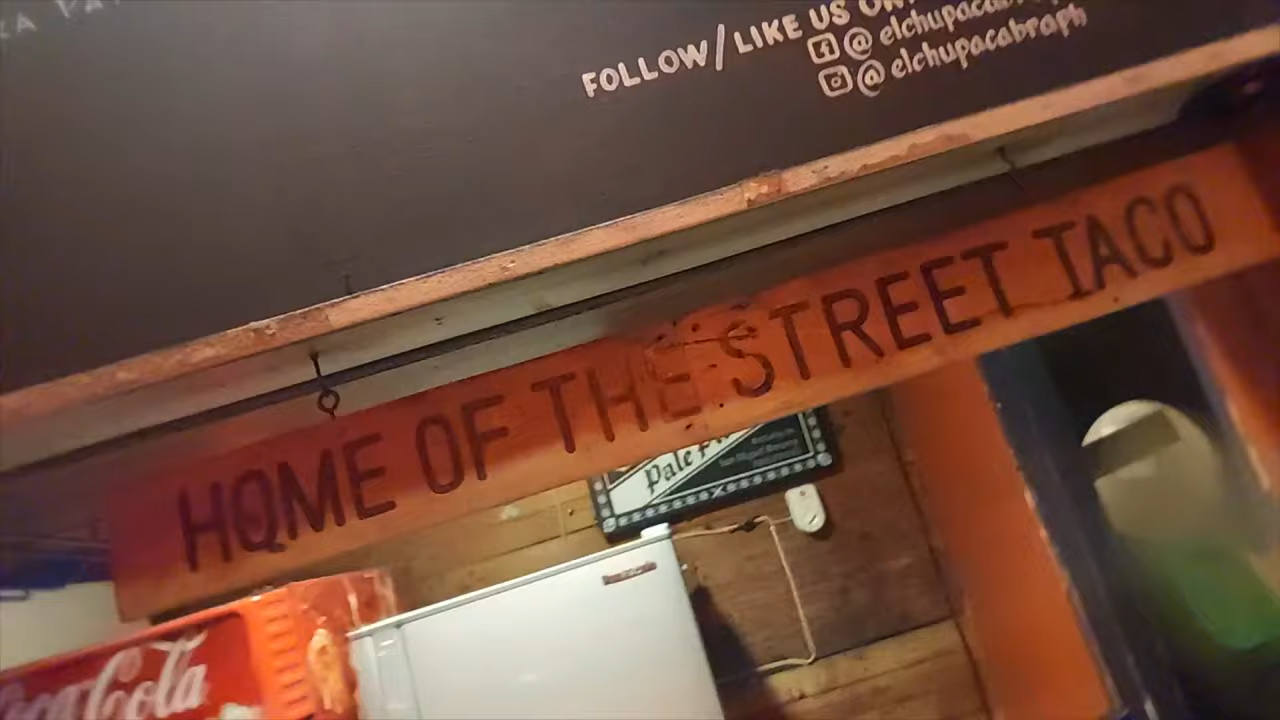 FOLLOW/LIKE US ON
@elchupacabraph
@elchupacabraph
HOME OF THE STREET TACO
Pale
Coca-Cola